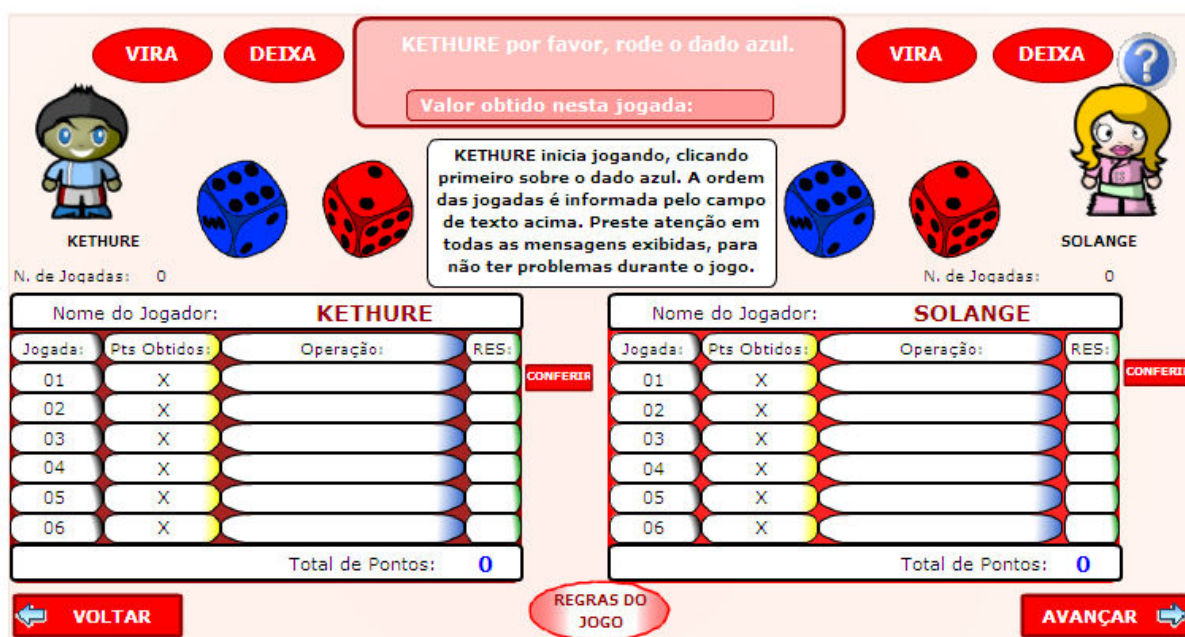 VIRA DEIXA
KETHURE por favor, rode o dado azul.
Valor obtido nesta jogada:
VIRA DEIXA
?
KETHURE inicia jogando, clicando
primeiro sobre o dado azul. A ordem
das jogadas é informada pelo campo
de texto acima. Preste atenção em
todas as mensagens exibidas, para
não ter problemas durante o jogo.
KETHURE
N. de Jogadas: 0
SOLANGE
N. de Jogadas: 0
Nome do Jogador: KETHURE
Jogada: Pts Obtidos: Operação: RES:
CONFERIR
01 X
02 X
03 X
04 X
05 X
06 X
Total de Pontos: 0
Nome do Jogador: SOLANGE
Jogada: Pts Obtidos: Operação: RES:
CONFERI
01 X
02 X
03 X
04 X
05 X
06 X
Total de Pontos: 0
VOLTAR
REGRAS DO
JOGO
AVANÇAR